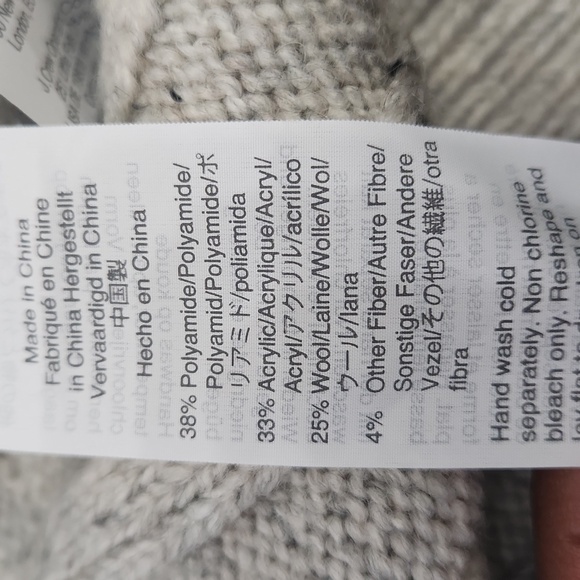 Made in China
Fabriqué en Chine
in China Hergestellt
Vervaardigd in China
中国製
Hecho en China
38% Polyamide/Polyamide/
Polyamid/Polyamide/ポ
リアミド/poliamida
33% Acrylic/Acrylique/Acryl/
Acryl/アクリル/acrílico
25% Wool/Laine/Wolle/Wol/
ウール/lana
4% Other Fiber/Autre Fibre/
Sonstige Faser/Andere
Vezel/その他の繊維/otra
fibra
Hand wash cold
separately. Non chlorine
bleach only. Reshape and
London
J.Crew